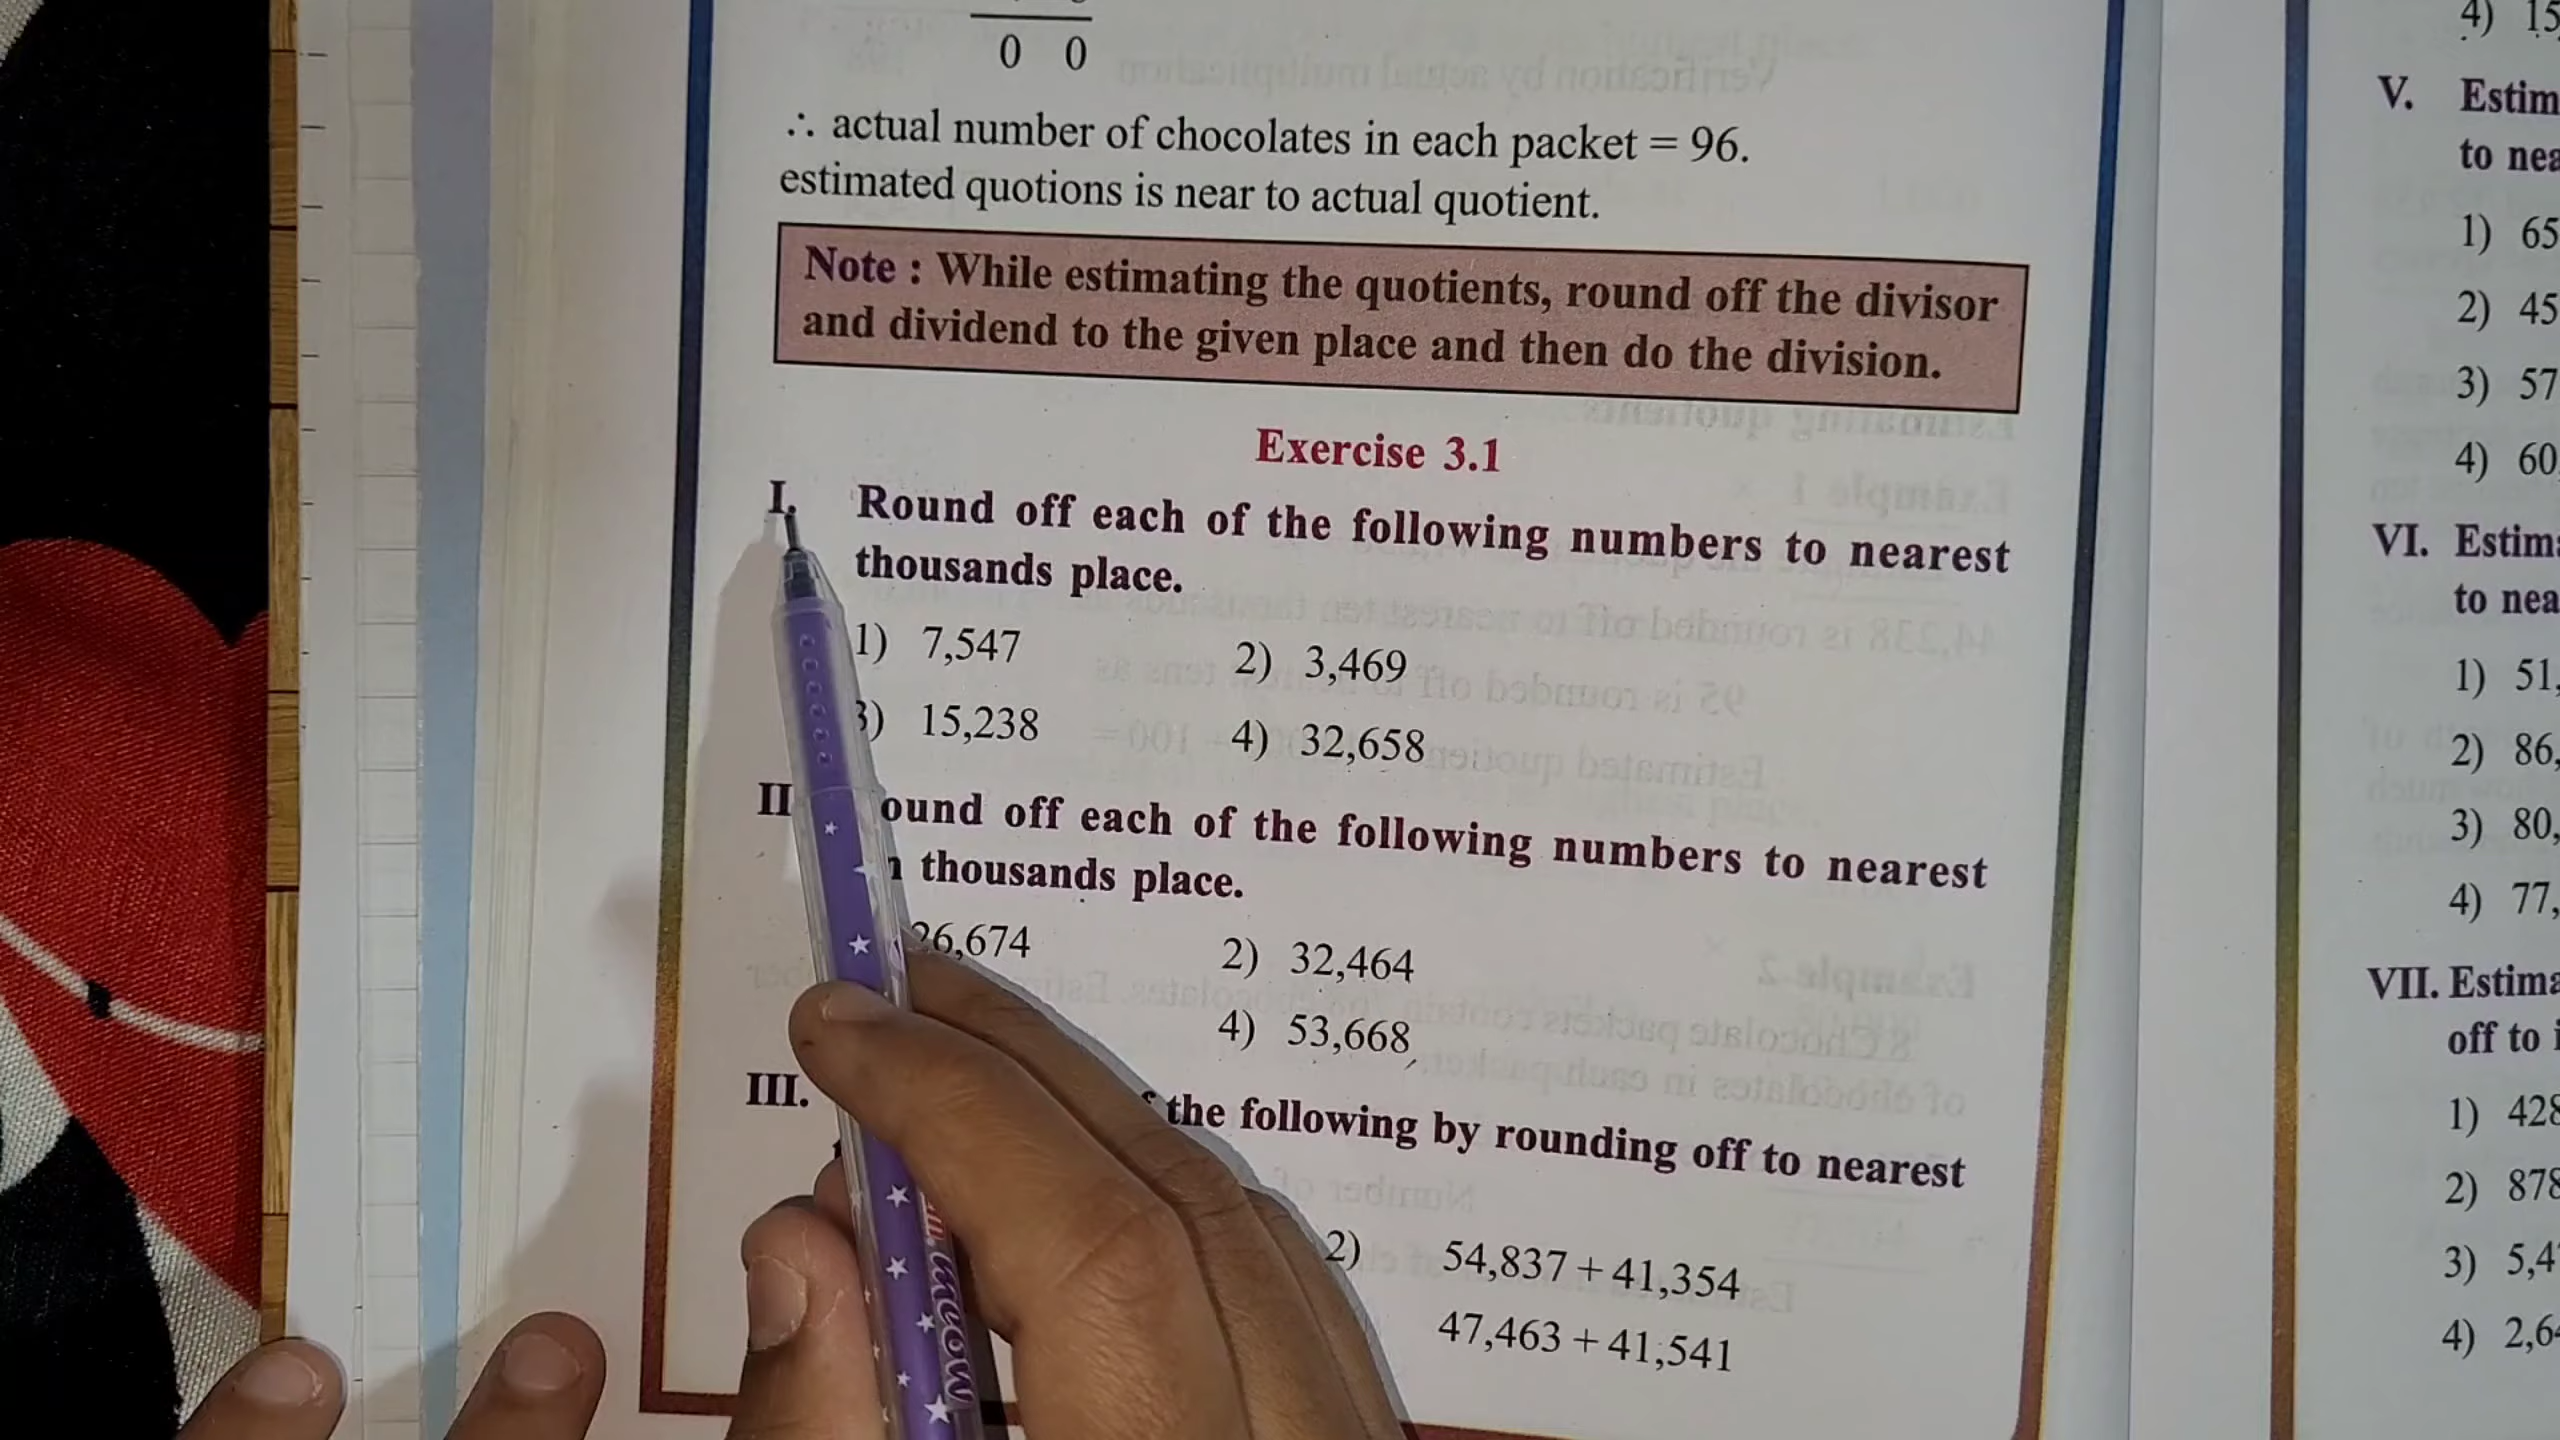 0 0
∴ actual number of chocolates in each packet = 96.
estimated quotions is near to actual quotient.
Note : While estimating the quotients, round off the divisor
and dividend to the given place and then do the division.
Exercise 3.1
I. Round off each of the following numbers to nearest
thousands place.
1) 7,547 2) 3,469
3) 15,238 4) 32,658
II ound off each of the following numbers to nearest
n thousands place.
26,674 2) 32,464
4) 53,668
III. the following by rounding off to nearest
2) 54,837 + 41,354
47,463 + 41,541
4) 15,
V. Estim
to nea
1) 65
2) 45
3) 57
4) 60,
VI. Estima
to nea
1) 51,
2) 86,
3) 80,
4) 77,
VII. Estima
off to i
1) 428
2) 878
3) 5,4
4) 2,6
meow